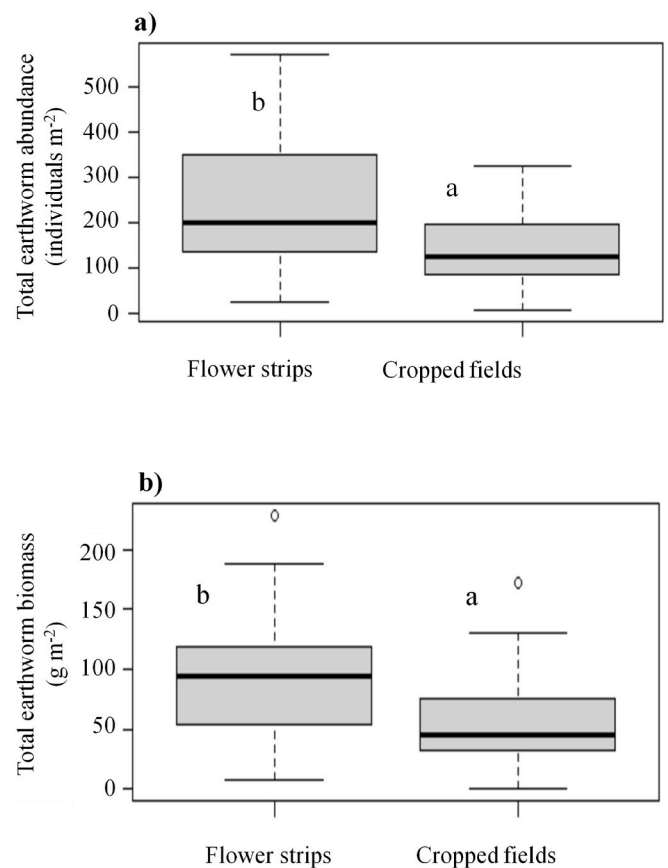 a)
Total earthworm abundance
(individuals m-2)
500
400
300
200
100
0
b
a
Flower strips
Cropped fields
b)
Total earthworm biomass
(g m-2)
200
150
100
50
0
b
a
Flower strips
Cropped fields